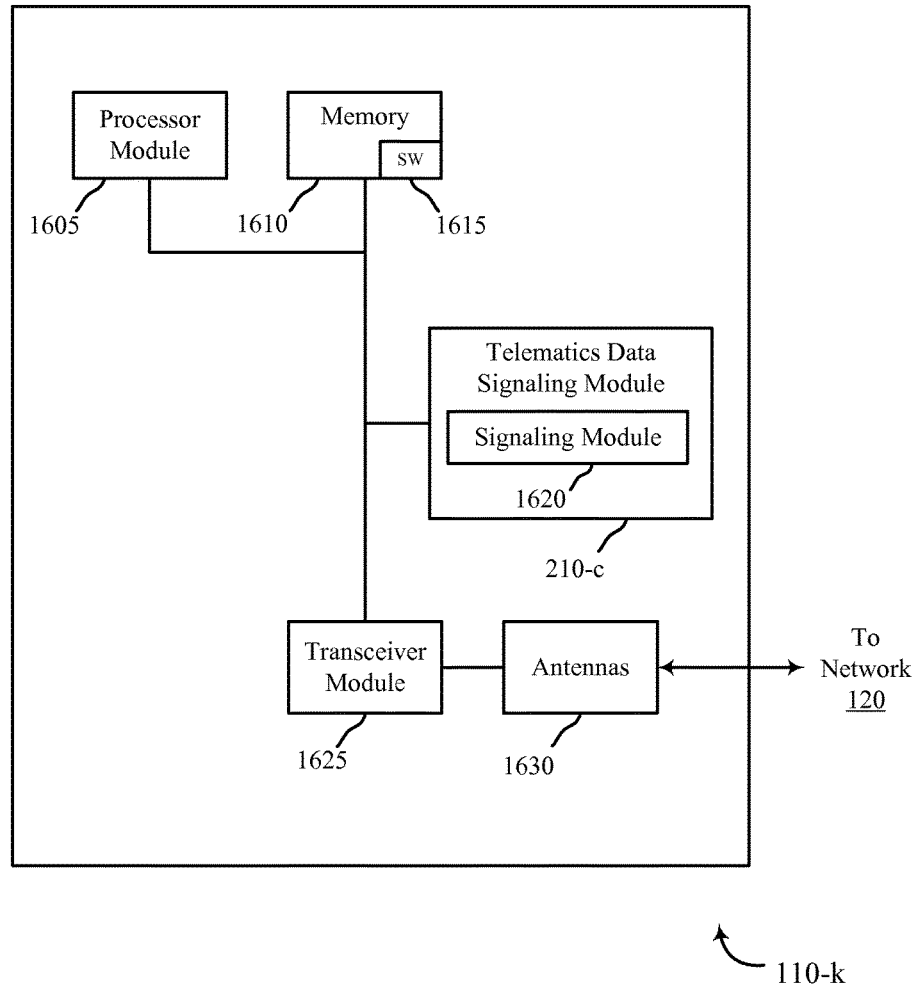 Processor
Module
Memory
SW
1605
1610
1615
Telematics Data
Signaling Module
Signaling Module
1620
210-c
Transceiver
Module
Antennas
To
Network
120
1625
1630
110-k